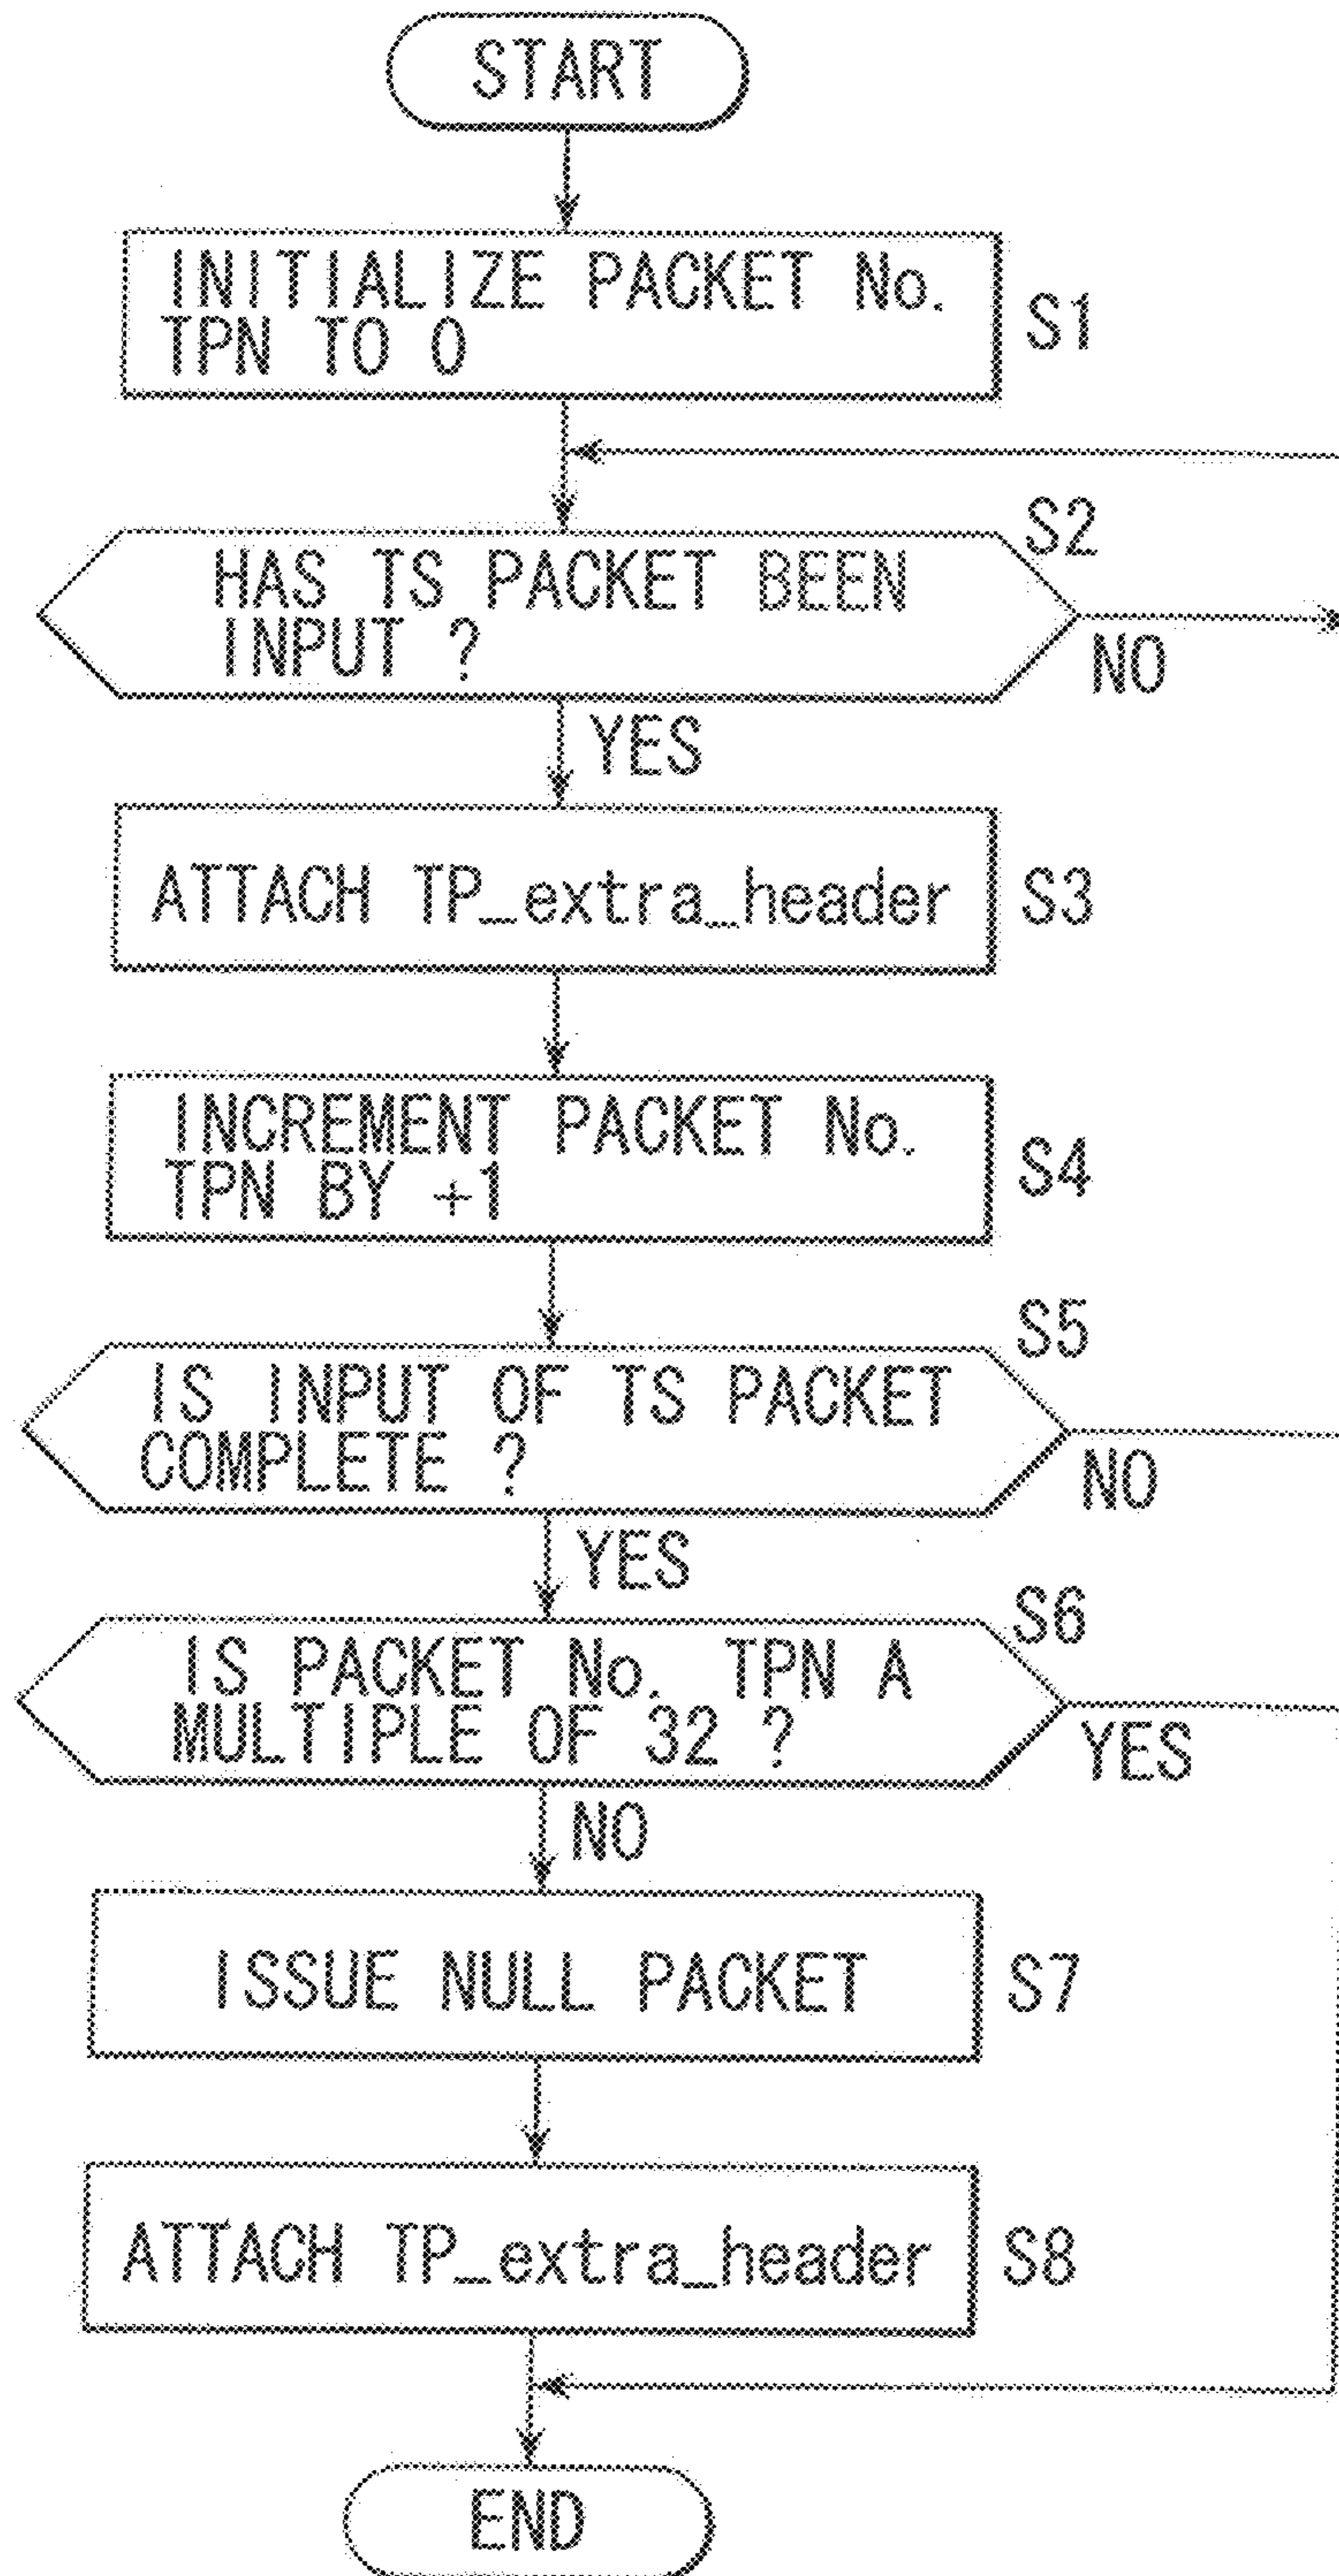 START
INITIALIZE PACKET No.
TPN TO 0
S1
S2
HAS TS PACKET BEEN
INPUT ?
NO
YES
ATTACH TP_extra_header
S3
INCREMENT PACKET No.
TPN BY +1
S4
S5
IS INPUT OF TS PACKET
COMPLETE ?
NO
YES
S6
IS PACKET No. TPN A
MULTIPLE OF 32 ?
YES
NO
ISSUE NULL PACKET
S7
ATTACH TP_extra_header
S8
END